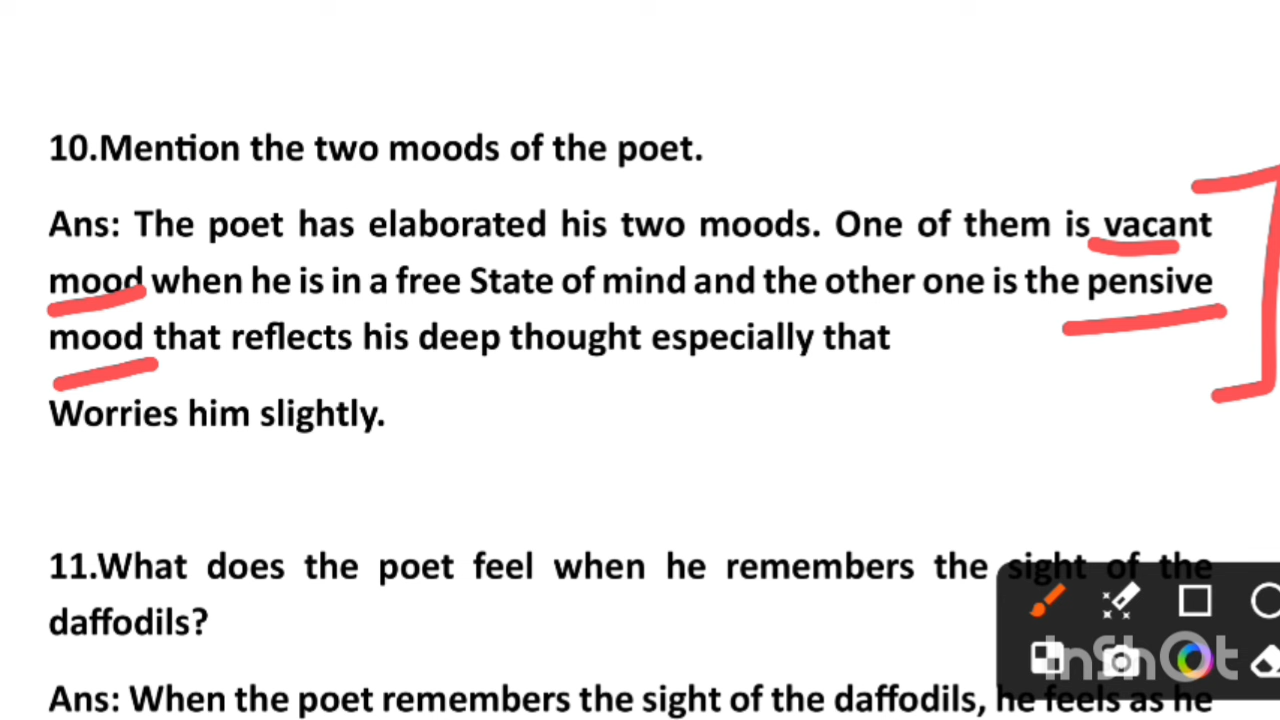 10.Mention the two moods of the poet.
Ans: The poet has elaborated his two moods. One of them is vacant
mood when he is in a free State of mind and the other one is the pensive
mood that reflects his deep thought especially that
Worries him slightly.
11.What does the poet feel when he remembers the sight of the
daffodils?
InShOt
Ans: When the poet remembers the sight of the daffodils, he feels as he